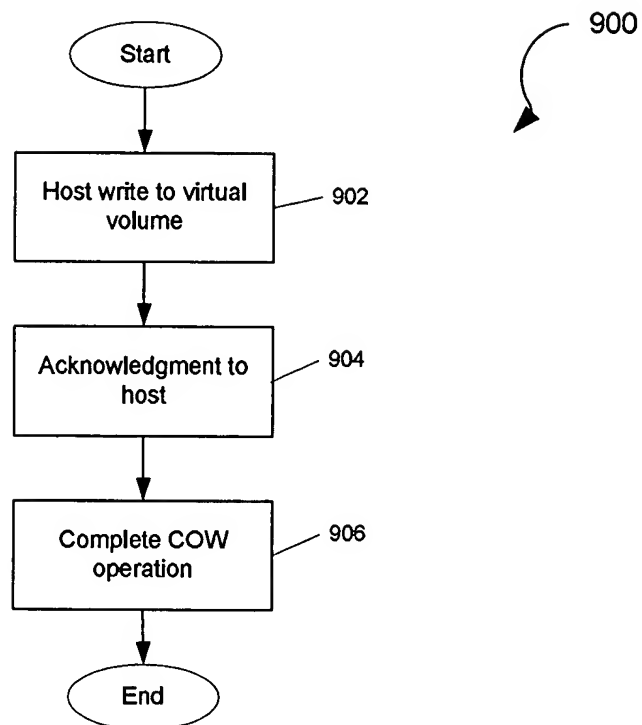 900
Start
Host write to virtual
volume
902
Acknowledgment to
host
904
Complete COW
operation
906
End